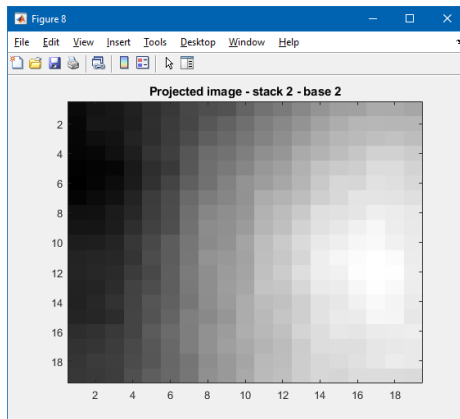 Figure 8
File Edit View Insert Tools Desktop Window Help
Projected image - stack 2 - base 2
2
4
6
8
10
12
14
16
18
2 4 6 8 10 12 14 16 18